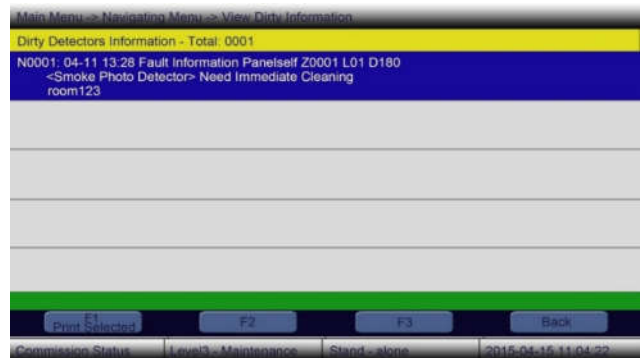 Main Menu -> Navigating Menu -> View Dirty Information
Dirty Detectors Information - Total: 0001
N0001: 04-11 13:28 Fault Information Panelself Z0001 L01 D180
<Smoke Photo Detector> Need Immediate Cleaning
room123
F1
Print Selected
F2
F3
Back
Commission Status
Level3 - Maintenance
Stand - alone
2015-04-15 11:04:22